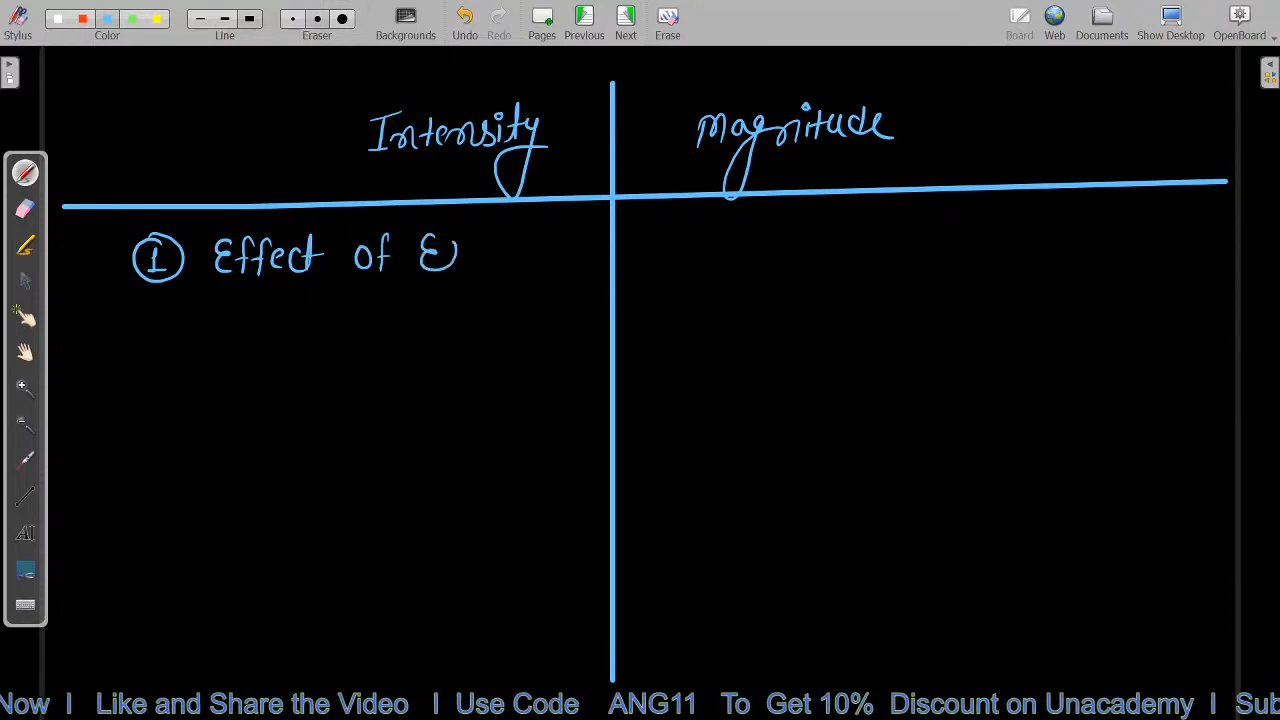 Stylus Color Line Eraser Backgrounds Undo Redo Pages Previous Next Erase Board Web Documents Show Desktop OpenBoard
Intensity Magnitude
1 Effect of E
Now I Like and Share the Video I Use Code ANG11 To Get 10% Discount on Unacademy I Sub